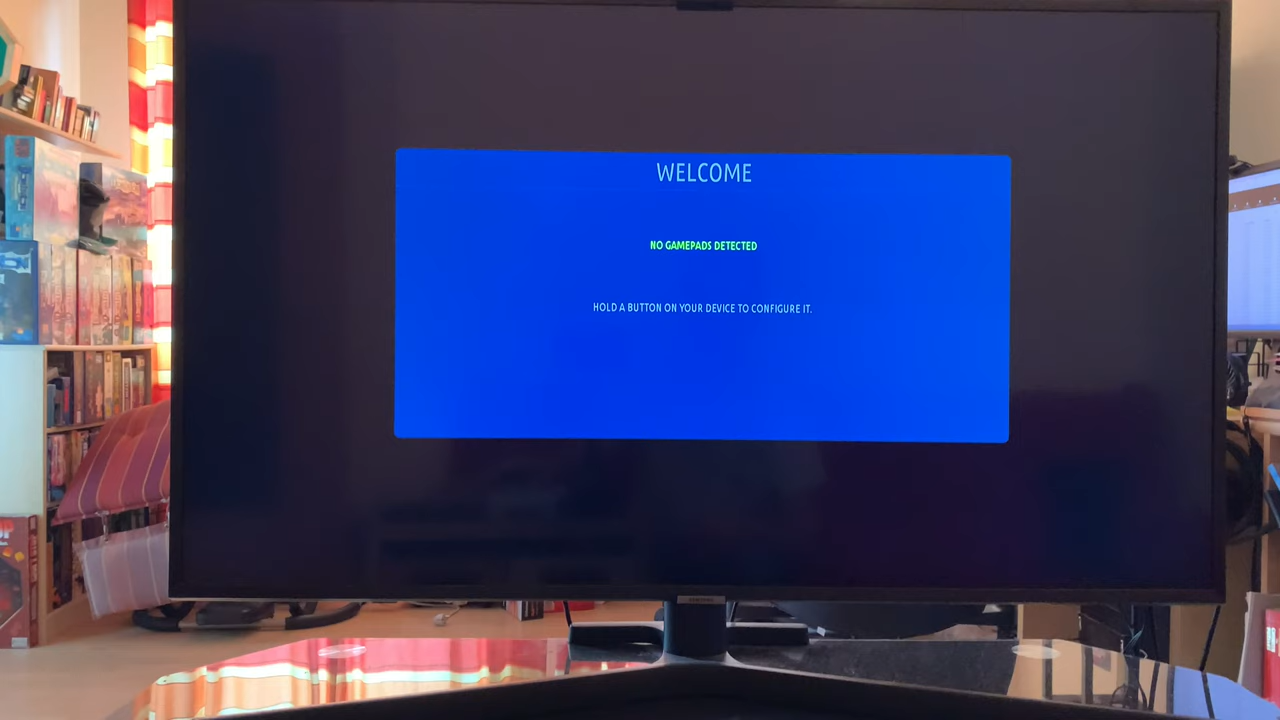 WELCOME
NO GAMEPADS DETECTED
HOLD A BUTTON ON YOUR DEVICE TO CONFIGURE IT.